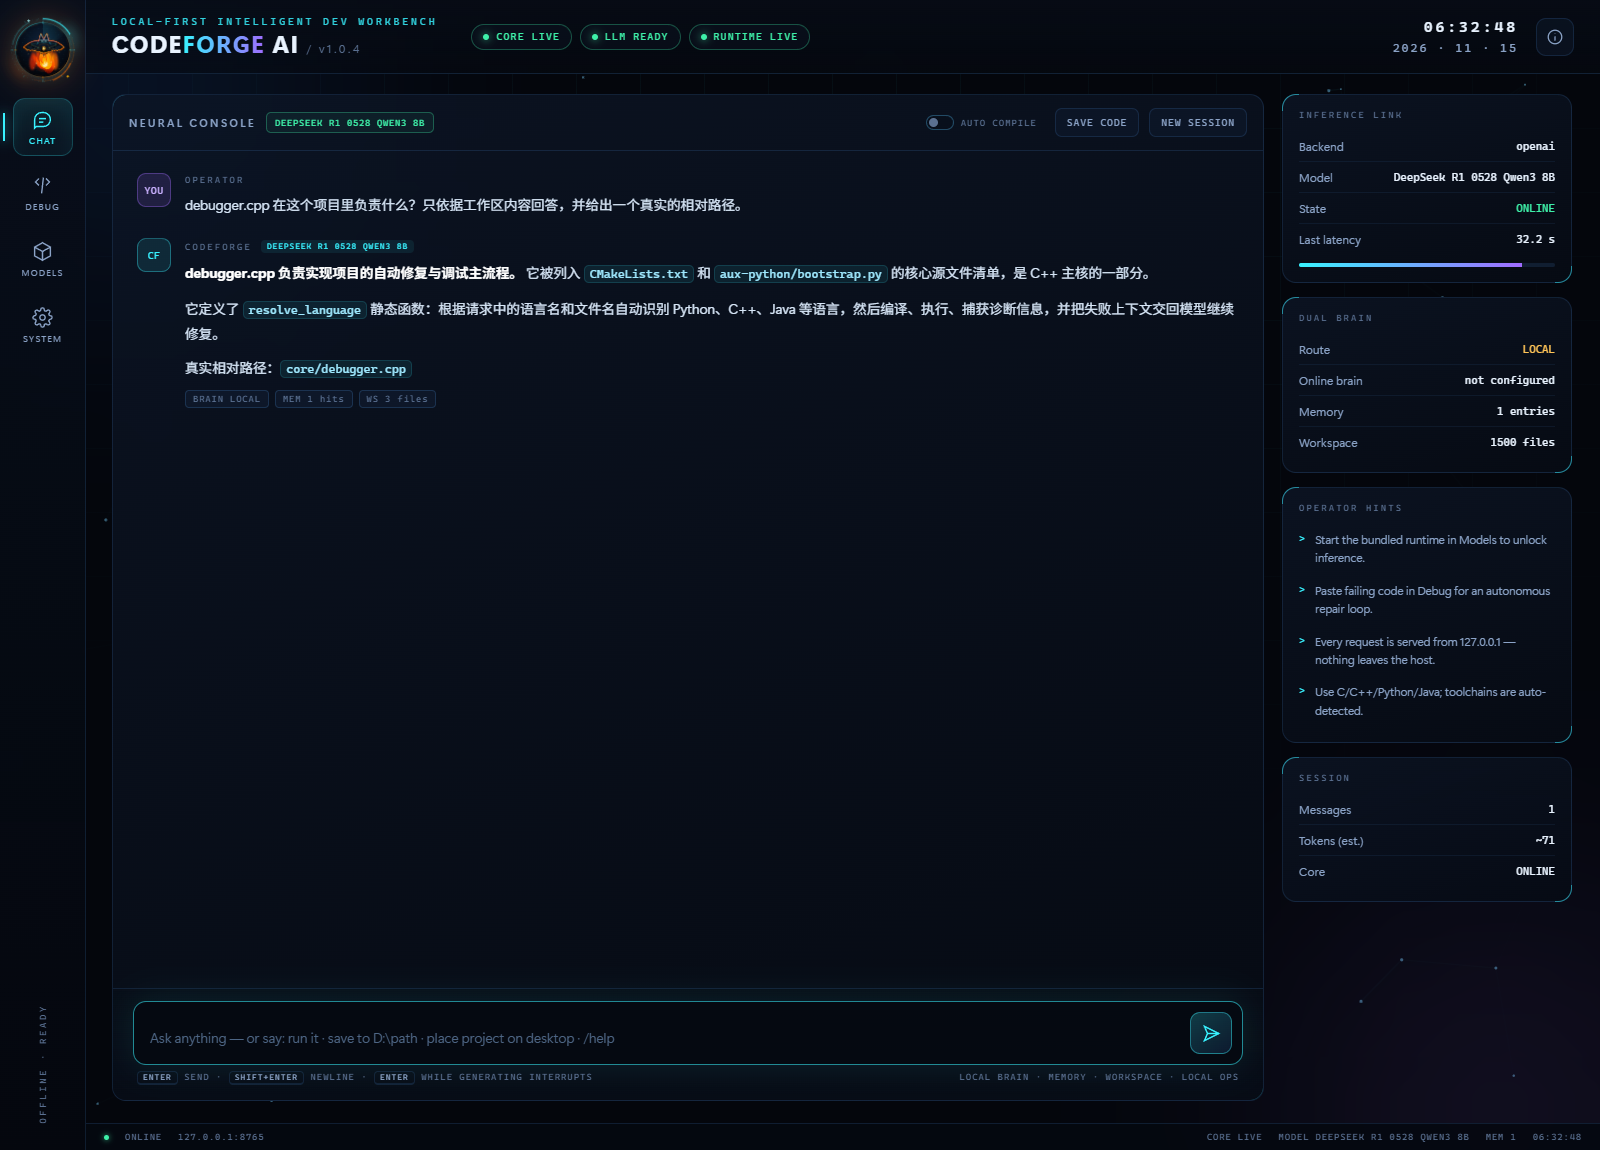 LOCAL-FIRST INTELLIGENT DEV WORKBENCH
CODEFORGE AI / v1.0.4
CORE LIVE
LLM READY
RUNTIME LIVE
06:32:48
2026 · 11 · 15
CHAT
DEBUG
MODELS
SYSTEM
OFFLINE · READY
NEURAL CONSOLE
DEEPSEEK R1 0528 QWEN3 8B
AUTO COMPILE
SAVE CODE
NEW SESSION
YOU
OPERATOR
debugger.cpp 在这个项目里负责什么？只依据工作区内容回答，并给出一个真实的相对路径。
CF
CODEFORGE DEEPSEEK R1 0528 QWEN3 8B
debugger.cpp 负责实现项目的自动修复与调试主流程。 它被列入 CMakeLists.txt 和 aux-python/bootstrap.py 的核心源文件清单，是 C++ 主核的一部分。
它定义了 resolve_language 静态函数：根据请求中的语言名和文件名自动识别 Python、C++、Java 等语言，然后编译、执行、捕获诊断信息，并把失败上下文交回模型继续
修复。
真实相对路径： core/debugger.cpp
BRAIN LOCAL
MEM 1 hits
WS 3 files
Ask anything — or say: run it · save to D:\path · place project on desktop · /help
ENTER SEND · SHIFT+ENTER NEWLINE · ENTER WHILE GENERATING INTERRUPTS
LOCAL BRAIN · MEMORY · WORKSPACE · LOCAL OPS
INFERENCE LINK
Backend openai
Model DeepSeek R1 0528 Qwen3 8B
State ONLINE
Last latency 32.2 s
DUAL BRAIN
Route LOCAL
Online brain not configured
Memory 1 entries
Workspace 1500 files
OPERATOR HINTS
> Start the bundled runtime in Models to unlock
inference.
> Paste failing code in Debug for an autonomous
repair loop.
> Every request is served from 127.0.0.1 —
nothing leaves the host.
> Use C/C++/Python/Java; toolchains are auto-
detected.
SESSION
Messages 1
Tokens (est.) ~71
Core ONLINE
ONLINE 127.0.0.1:8765
CORE LIVE MODEL DEEPSEEK R1 0528 QWEN3 8B MEM 1 06:32:48